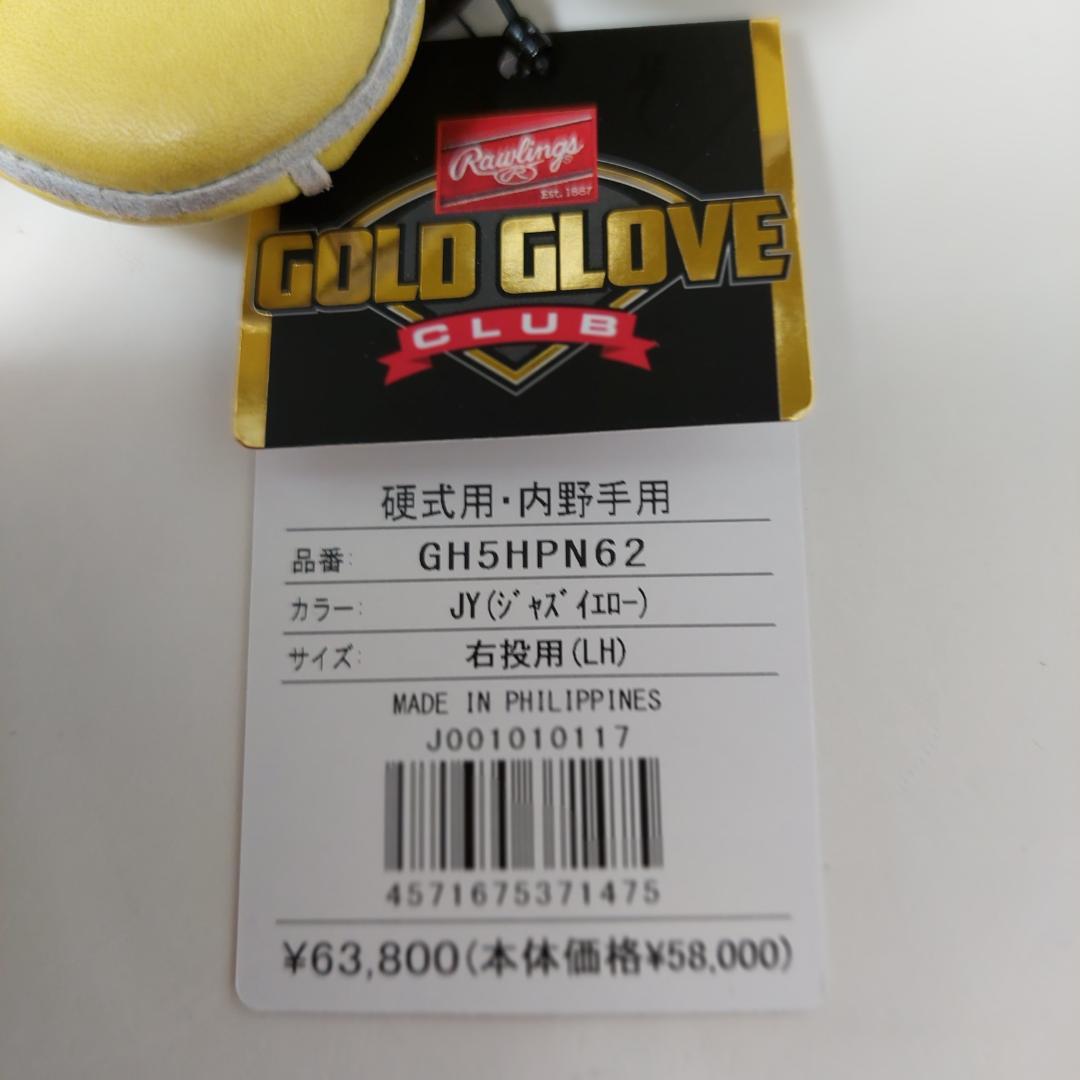 Rawlings
Est. 1887
GOLD GLOVE
CLUB
硬式用・内野手用
品番: GH5HPN62
カラー: JY(ｼﾞｬｽﾞｲｴﾛｰ)
サイズ: 右投用(LH)
MADE IN PHILIPPINES
J001010117
4571675371475
¥63,800(本体価格¥58,000)